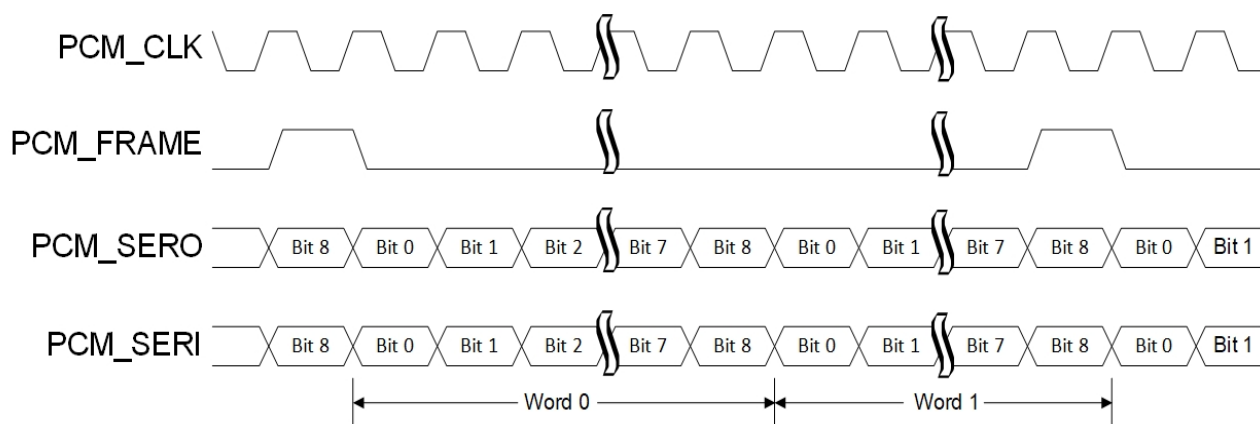 PCM_CLK
PCM_FRAME
PCM_SERO Bit 8 Bit 0 Bit 1 Bit 2 Bit 7 Bit 8 Bit 0 Bit 1 Bit 7 Bit 8 Bit 0 Bit 1
PCM_SERI Bit 8 Bit 0 Bit 1 Bit 2 Bit 7 Bit 8 Bit 0 Bit 1 Bit 7 Bit 8 Bit 0 Bit 1
Word 0 Word 1